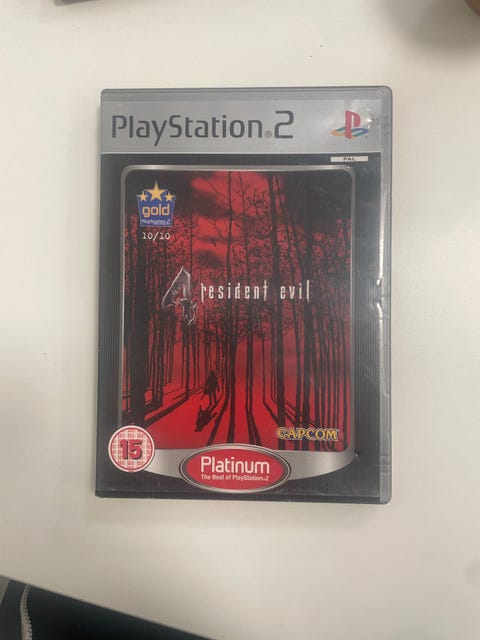 PlayStation®2
PAL
gold
PlayStation 2
10/10
4 resident evil
CAPCOM
15
Platinum
The Best of PlayStation®2